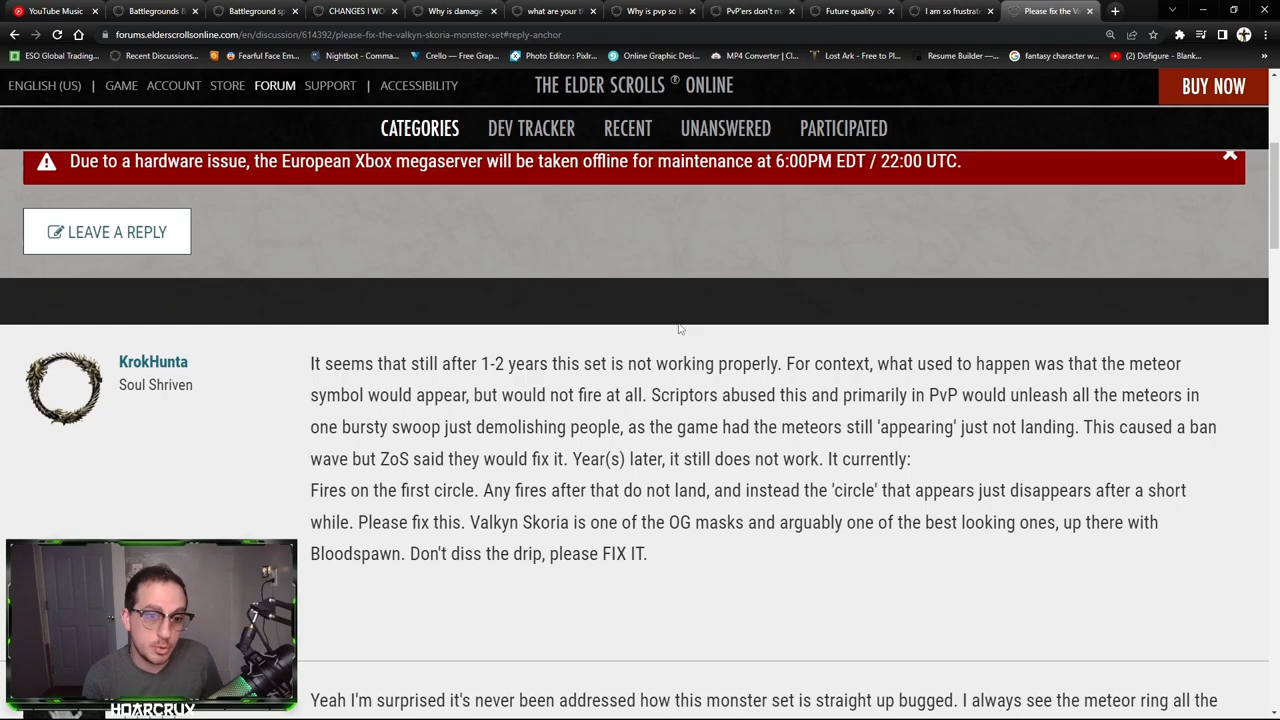 YouTube Music
Battlegrounds B
Battleground sp
CHANGES I WO
Why is damage
what are your th
Why is pvp so b
PvP'ers don't m
Future quality o
I am so frustrate
Please fix the Va
forums.elderscrollsonline.com/en/discussion/614392/please-fix-the-valkyn-skoria-monster-set#reply-anchor
ESO Global Trading...
Recent Discussions...
Fearful Face Em...
Nightbot - Comma...
Crello — Free Grap...
Photo Editor : Pixlr...
Online Graphic Desi...
MP4 Converter | Cl...
Lost Ark - Free to Pl...
Resume Builder —...
fantasy character w...
(2) Disfigure - Blank...
ENGLISH (US) | GAME ACCOUNT STORE FORUM SUPPORT | ACCESSIBILITY
THE ELDER SCROLLS ® ONLINE
BUY NOW
CATEGORIES DEV TRACKER RECENT UNANSWERED PARTICIPATED
Due to a hardware issue, the European Xbox megaserver will be taken offline for maintenance at 6:00PM EDT / 22:00 UTC.
LEAVE A REPLY
KrokHunta
Soul Shriven
It seems that still after 1-2 years this set is not working properly. For context, what used to happen was that the meteor
symbol would appear, but would not fire at all. Scriptors abused this and primarily in PvP would unleash all the meteors in
one bursty swoop just demolishing people, as the game had the meteors still 'appearing' just not landing. This caused a ban
wave but ZoS said they would fix it. Year(s) later, it still does not work. It currently:
Fires on the first circle. Any fires after that do not land, and instead the 'circle' that appears just disappears after a short
while. Please fix this. Valkyn Skoria is one of the OG masks and arguably one of the best looking ones, up there with
Bloodspawn. Don't diss the drip, please FIX IT.
Yeah I'm surprised it's never been addressed how this monster set is straight up bugged. I always see the meteor ring all the
HOARCRUX